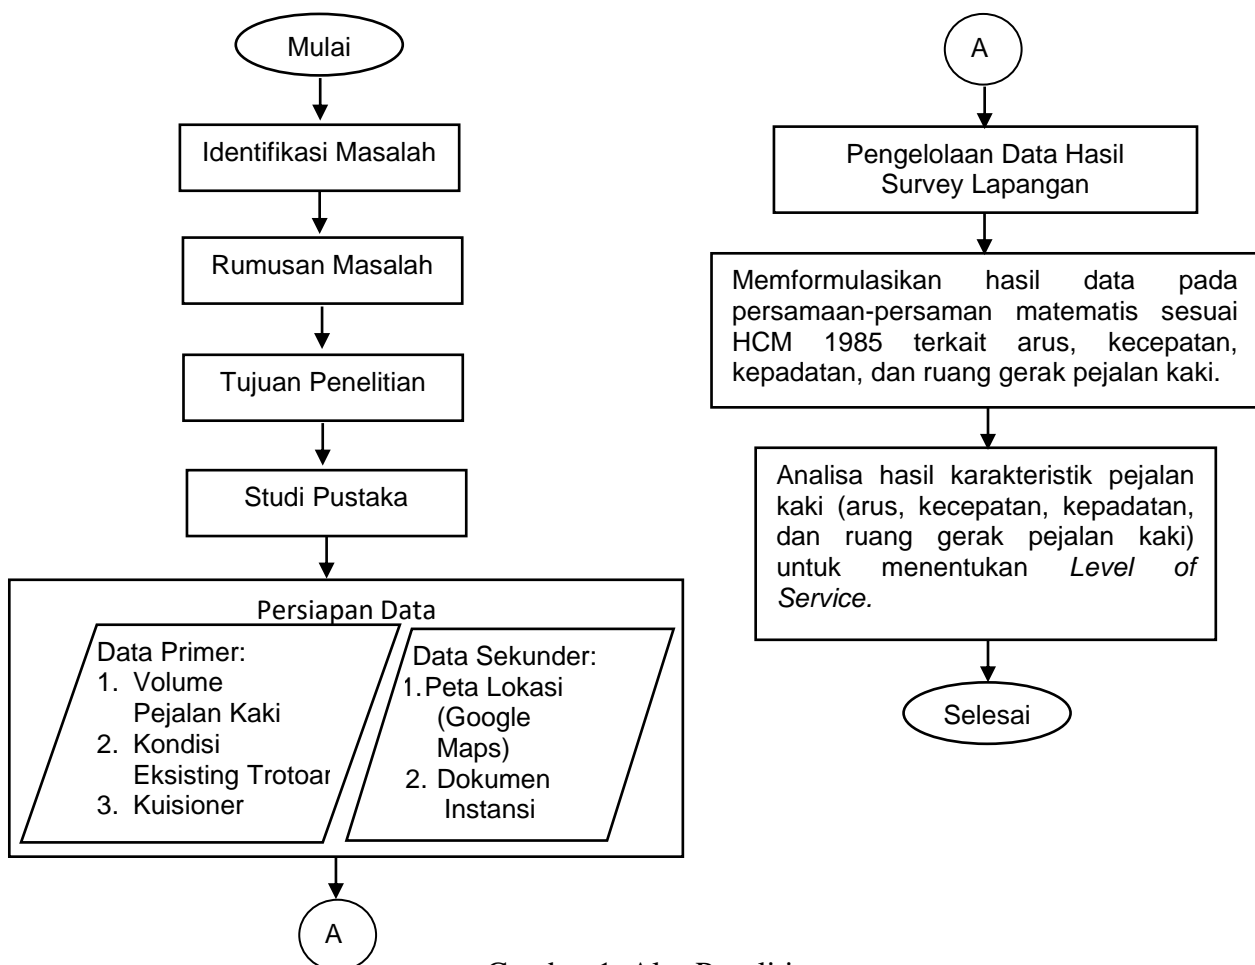 Mulai
Identifikasi Masalah
Rumusan Masalah
Tujuan Penelitian
Studi Pustaka
Persiapan Data
Data Primer:
1. Volume
Pejalan Kaki
2. Kondisi
Eksisting Trotoar
3. Kuisioner
Data Sekunder:
1. Peta Lokasi
(Google
Maps)
2. Dokumen
Instansi
A
A
Pengelolaan Data Hasil
Survey Lapangan
Memformulasikan hasil data pada
persamaan-persaman matematis sesuai
HCM 1985 terkait arus, kecepatan,
kepadatan, dan ruang gerak pejalan kaki.
Analisa hasil karakteristik pejalan
kaki (arus, kecepatan, kepadatan,
dan ruang gerak pejalan kaki)
untuk menentukan Level of
Service.
Selesai